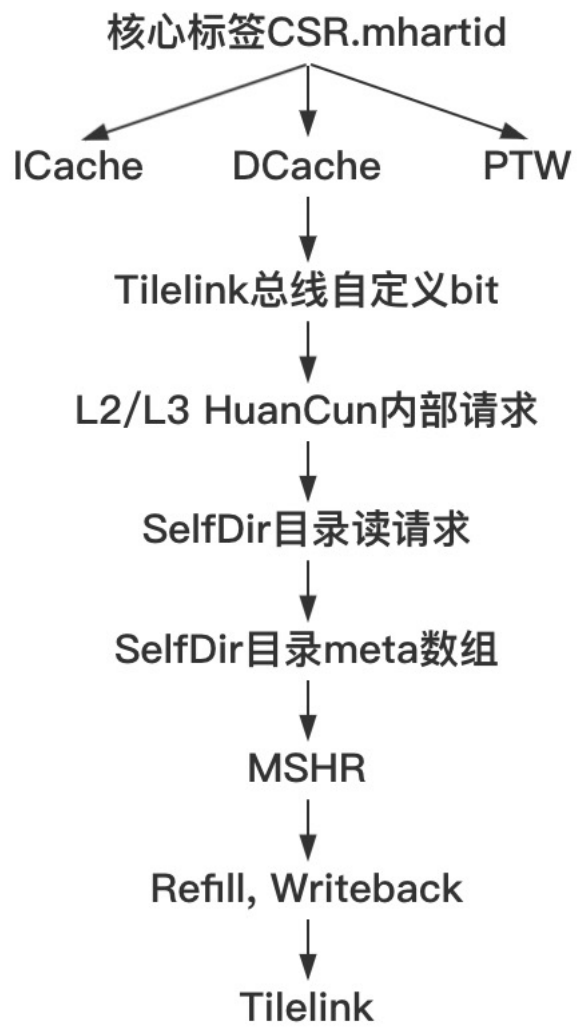 核心标签CSR.mhartid
ICache DCache PTW
Tilelink总线自定义bit
L2/L3 HuanCun内部请求
SelfDir目录读请求
SelfDir目录meta数组
MSHR
Refill, Writeback
Tilelink